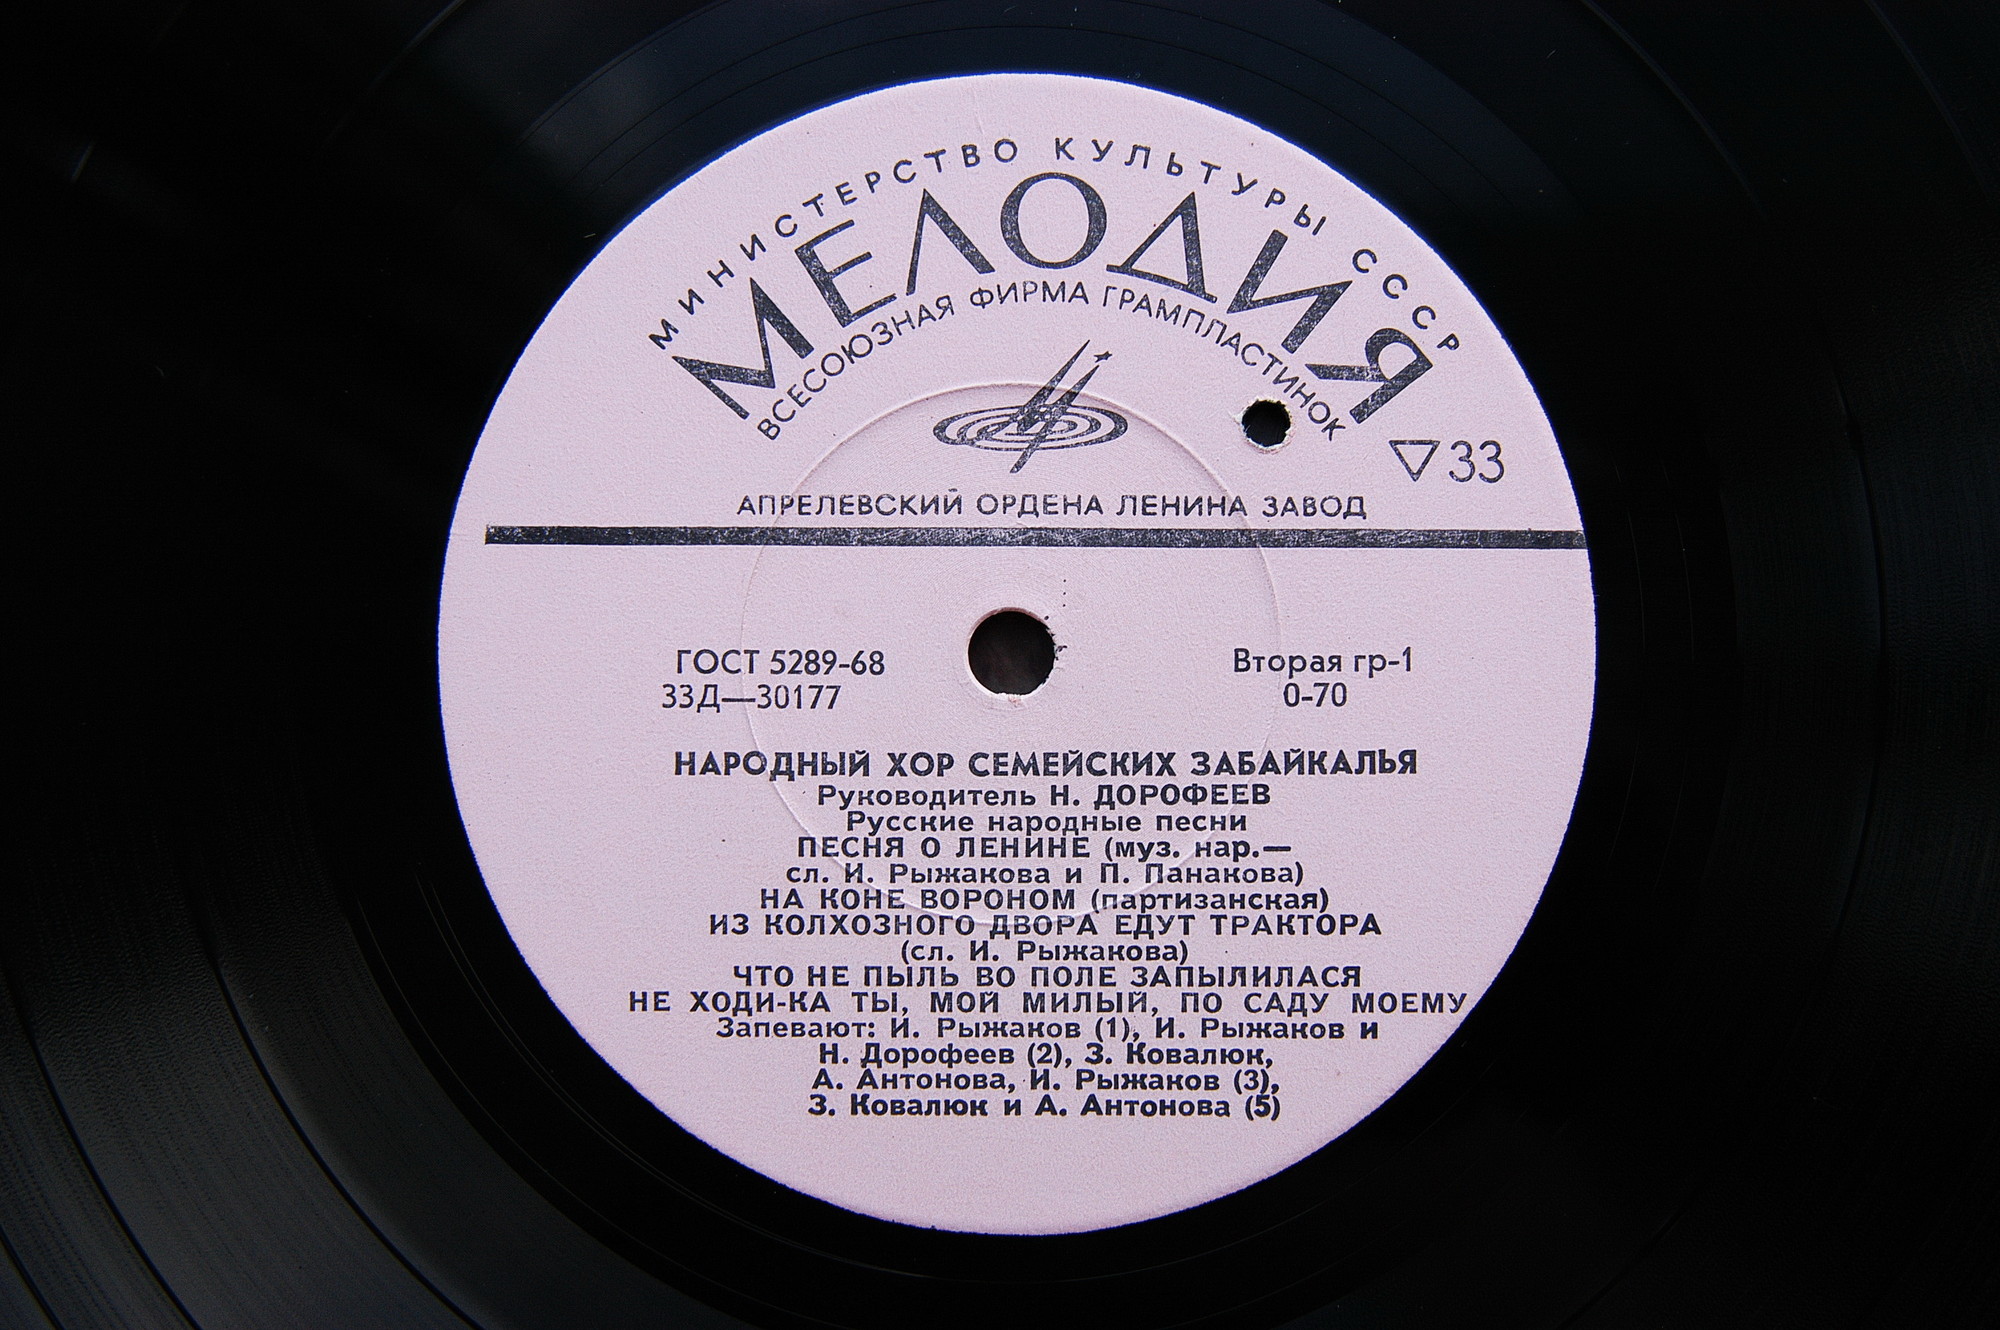 МИНИСТЕРСТВО КУЛЬТУРЫ СССР
МЕЛОДИЯ
ВСЕСОЮЗНАЯ ФИРМА ГРАМПЛАСТИНОК
▽33
АПРЕЛЕВСКИЙ ОРДЕНА ЛЕНИНА ЗАВОД
ГОСТ 5289-68
33Д—30177
Вторая гр-1
0-70
НАРОДНЫЙ ХОР СЕМЕЙСКИХ ЗАБАЙКАЛЬЯ
Руководитель Н. ДОРОФЕЕВ
Русские народные песни
ПЕСНЯ О ЛЕНИНЕ (муз. нар.—
сл. И. Рыжакова и П. Панакова)
НА КОНЕ ВОРОНОМ (партизанская)
ИЗ КОЛХОЗНОГО ДВОРА ЕДУТ ТРАКТОРА
(сл. И. Рыжакова)
ЧТО НЕ ПЫЛЬ ВО ПОЛЕ ЗАПЫЛИЛАСЯ
НЕ ХОДИ-КА ТЫ, МОЙ МИЛЫЙ, ПО САДУ МОЕМУ
Запевают: И. Рыжаков (1), И. Рыжаков и
Н. Дорофеев (2), З. Ковалюк,
А. Антонова, И. Рыжаков (3),
З. Ковалюк и А. Антонова (5)